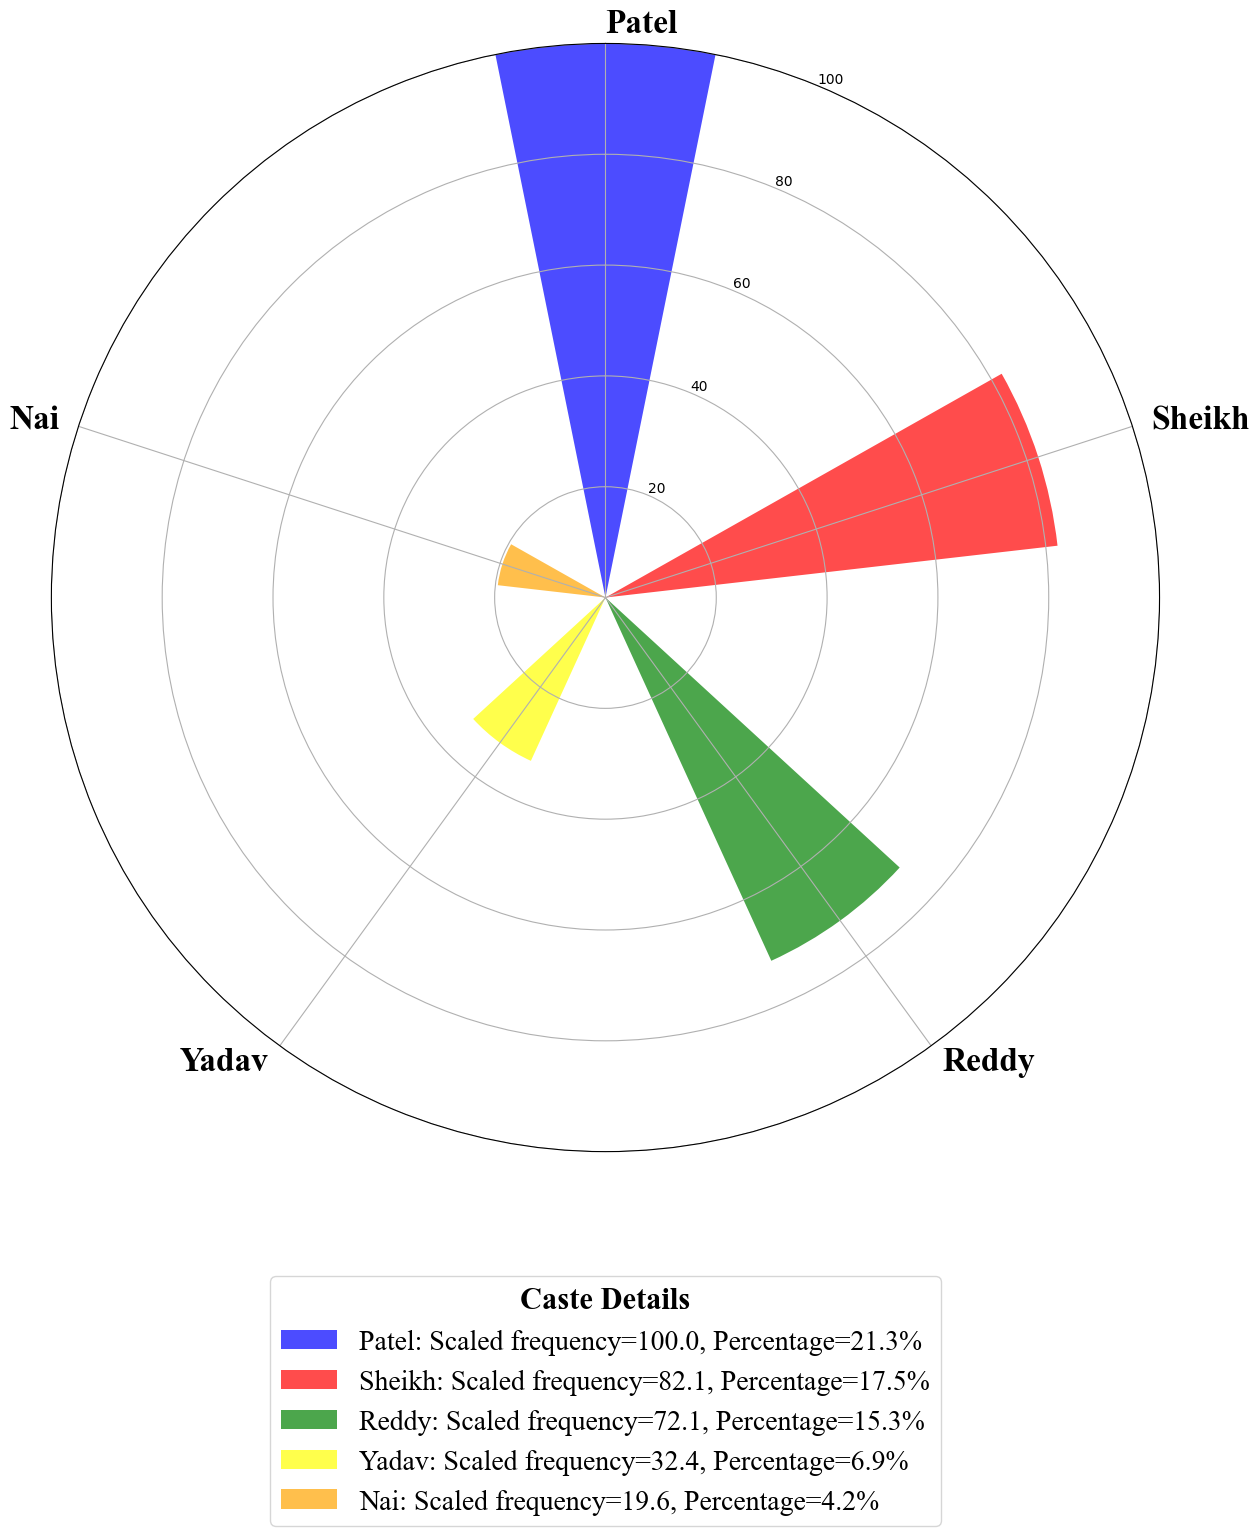 Patel
100
80
60
40
Nai
Sheikh
20
Yadav
Reddy
Caste Details
Patel: Scaled frequency=100.0, Percentage=21.3%
Sheikh: Scaled frequency=82.1, Percentage=17.5%
Reddy: Scaled frequency=72.1, Percentage=15.3%
Yadav: Scaled frequency=32.4, Percentage=6.9%
Nai: Scaled frequency=19.6, Percentage=4.2%